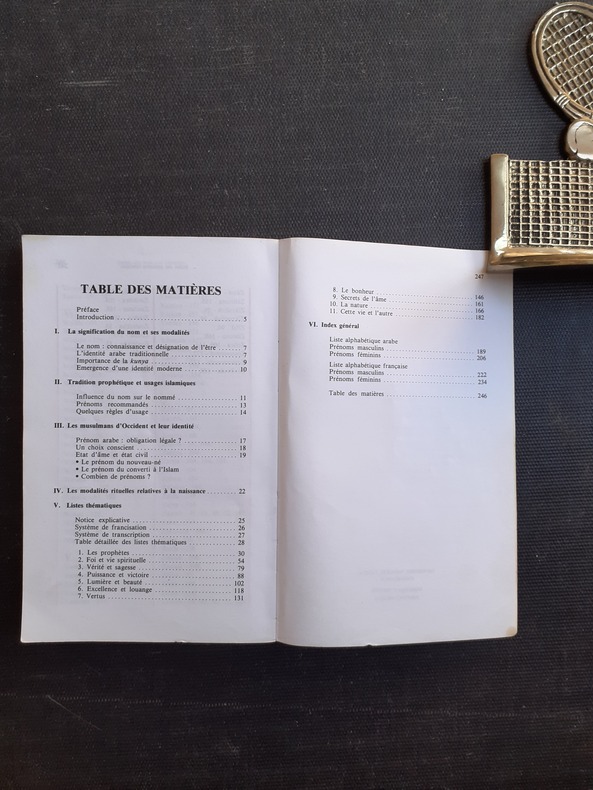 TABLE DES MATIÈRES
Préface
Introduction ........ 5
I. La signification du nom et ses modalités
Le nom : connaissance et désignation de l'être ........ 7
L'identité arabe traditionnelle ........ 7
Importance de la kunya ........ 9
Emergence d'une identité moderne ........ 10
II. Tradition prophétique et usages islamiques
Influence du nom sur le nommé ........ 11
Prénoms recommandés ........ 13
Quelques règles d'usage ........ 14
III. Les musulmans d'Occident et leur identité
Prénom arabe : obligation légale ? ........ 17
Un choix conscient ........ 18
Etat d'âme et état civil ........ 19
• Le prénom du nouveau-né
• Le prénom du converti à l'Islam
• Combien de prénoms ?
IV. Les modalités rituelles relatives à la naissance ........ 22
V. Listes thématiques
Notice explicative ........ 25
Système de francisation ........ 26
Système de transcription ........ 27
Table détaillée des listes thématiques ........ 28
1. Les prophètes ........ 30
2. Foi et vie spirituelle ........ 54
3. Vérité et sagesse ........ 79
4. Puissance et victoire ........ 88
5. Lumière et beauté ........ 102
6. Excellence et louange ........ 118
7. Vertus ........ 131
247
8. Le bonheur ........ 146
9. Secrets de l'âme ........ 161
10. La nature ........ 166
11. Cette vie et l'autre ........ 182
VI. Index général
Liste alphabétique arabe
Prénoms masculins ........ 189
Prénoms féminins ........ 206
Liste alphabétique française
Prénoms masculins ........ 222
Prénoms féminins ........ 234
Table des matières ........ 246